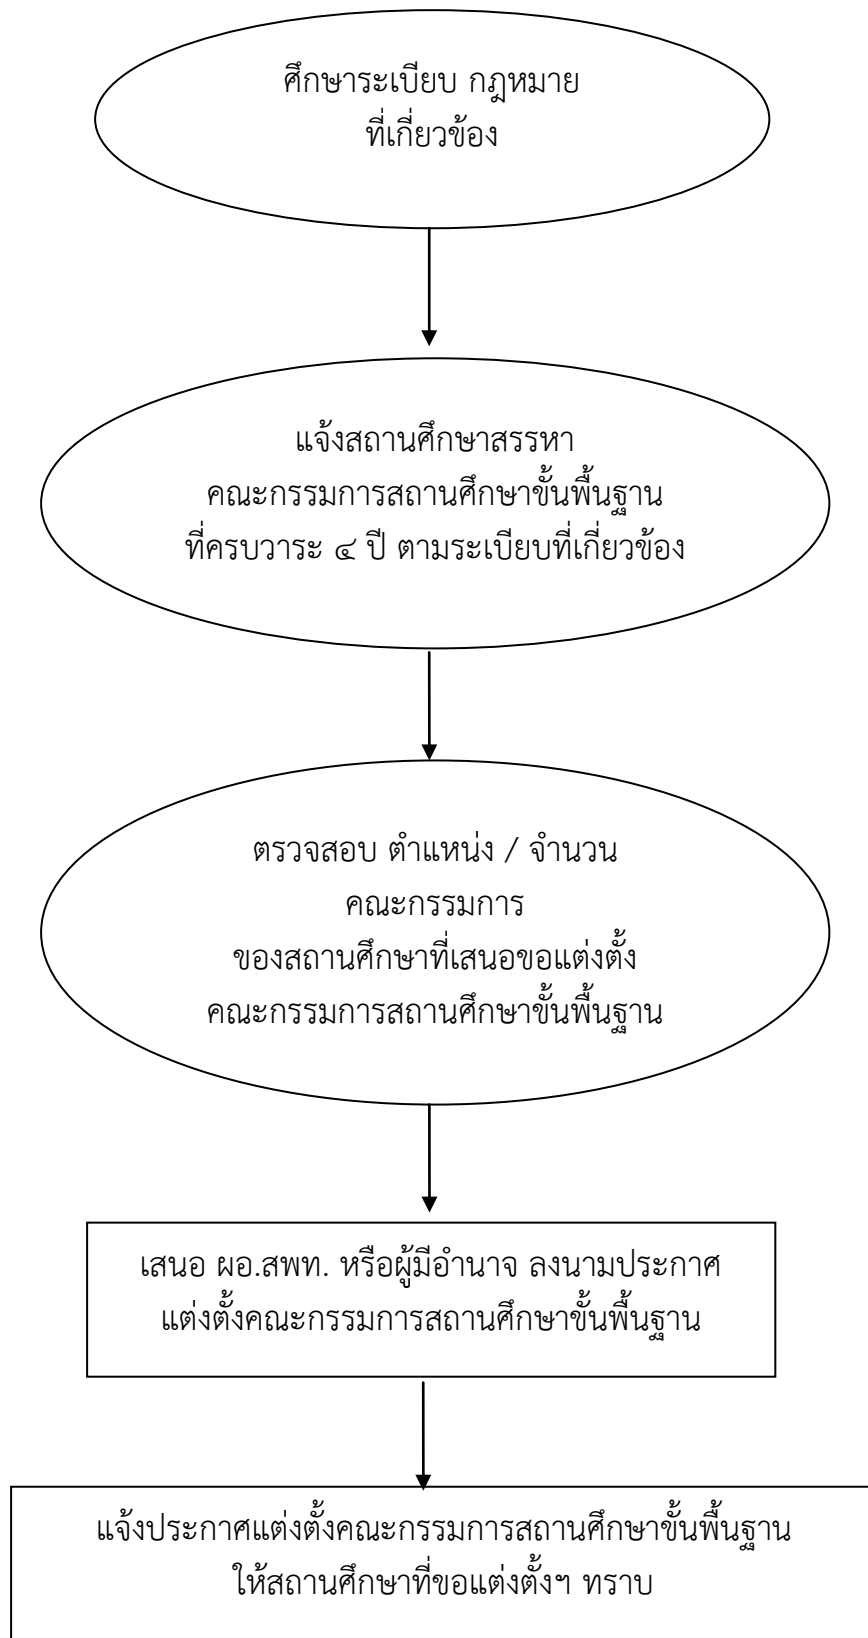 ศึกษาระเบียบ กฎหมาย
ที่เกี่ยวข้อง
แจ้งสถานศึกษาสรรหา
คณะกรรมการสถานศึกษาขั้นพื้นฐาน
ที่ครบวาระ ๔ ปี ตามระเบียบที่เกี่ยวข้อง
ตรวจสอบ ตำแหน่ง / จำนวน
คณะกรรมการ
ของสถานศึกษาที่เสนอขอแต่งตั้ง
คณะกรรมการสถานศึกษาขั้นพื้นฐาน
เสนอ ผอ.สพท. หรือผู้มีอำนาจ ลงนามประกาศ
แต่งตั้งคณะกรรมการสถานศึกษาขั้นพื้นฐาน
แจ้งประกาศแต่งตั้งคณะกรรมการสถานศึกษาขั้นพื้นฐาน
ให้สถานศึกษาที่ขอแต่งตั้งฯ ทราบ